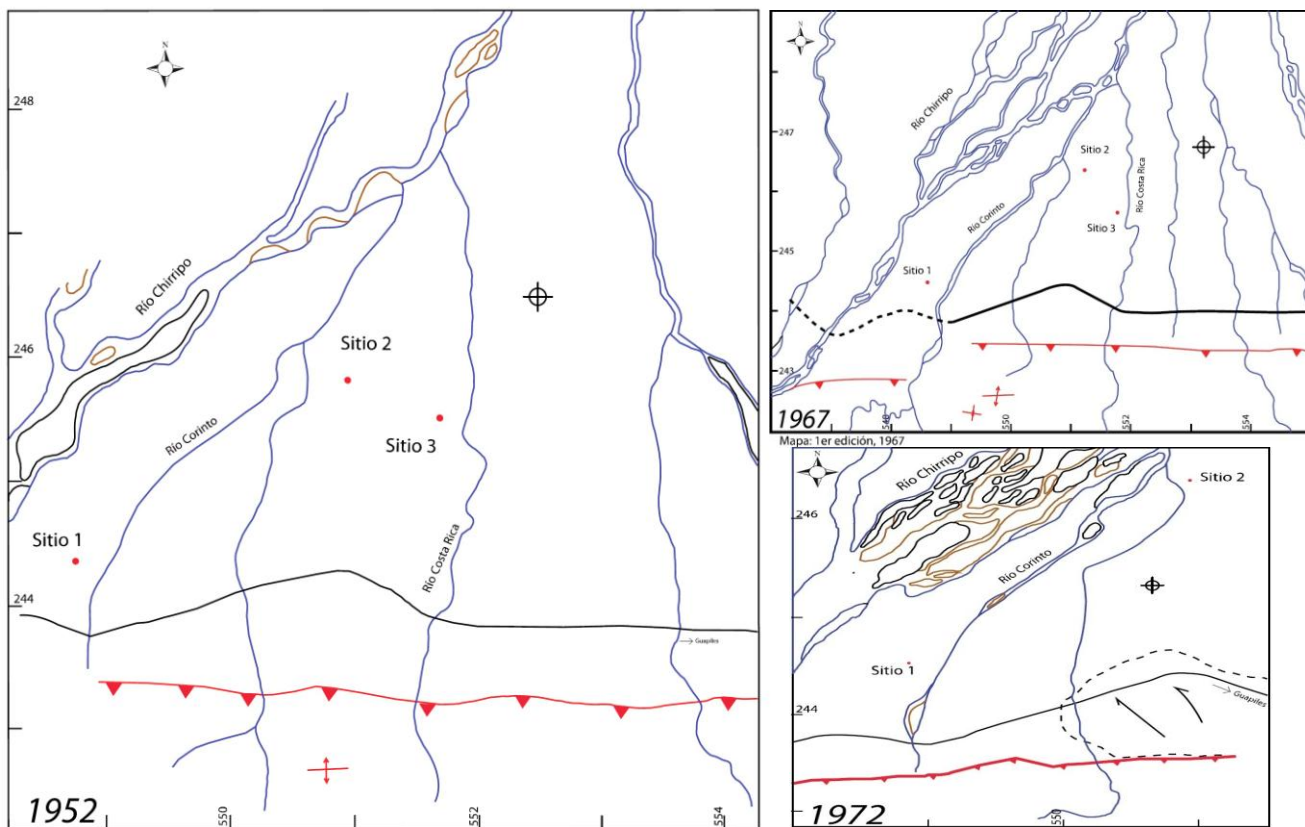 N
248
246
244
Río Chirripo
Sitio 2
Río Corinto
Sitio 3
Sitio 1
Río Costa Rica
Guapiles
1952
550
552
554
N
247
245
243
Río Chirripo
Sitio 2
Río Costa Rica
Río Corinto
Sitio 3
Sitio 1
1967
548
550
552
554
Mapa: 1er edición, 1967
N
246
244
Río Chirripo
Sitio 2
Río Corinto
Sitio 1
Guapiles
1972
550